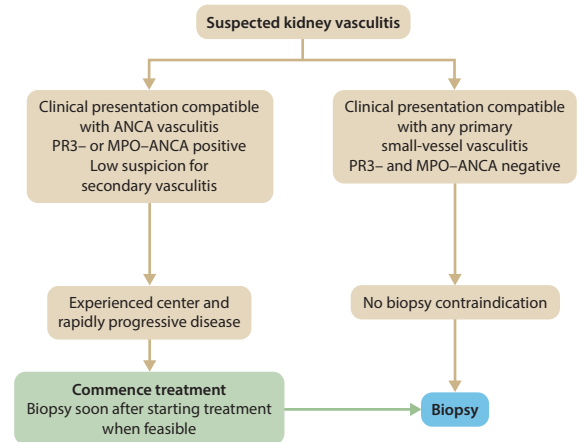 Suspected kidney vasculitis
Clinical presentation compatible
with ANCA vasculitis
PR3– or MPO–ANCA positive
Low suspicion for
secondary vasculitis
Clinical presentation compatible
with any primary
small-vessel vasculitis
PR3– and MPO–ANCA negative
Experienced center and
rapidly progressive disease
No biopsy contraindication
Commence treatment
Biopsy soon after starting treatment
when feasible
Biopsy